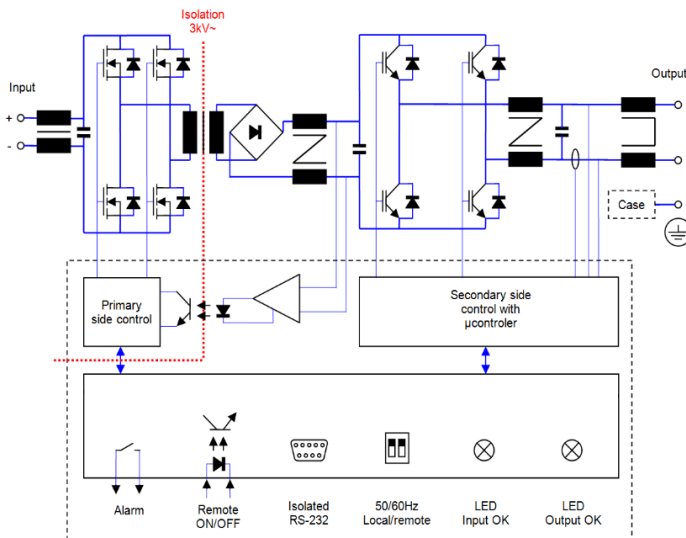 Isolation
3kV~
Input
Output
+
-
Case
Primary
side control
Secondary side
control with
µcontroler
Alarm
Remote
ON/OFF
Isolated
RS-232
50/60Hz
Local/remote
LED
Input OK
LED
Output OK